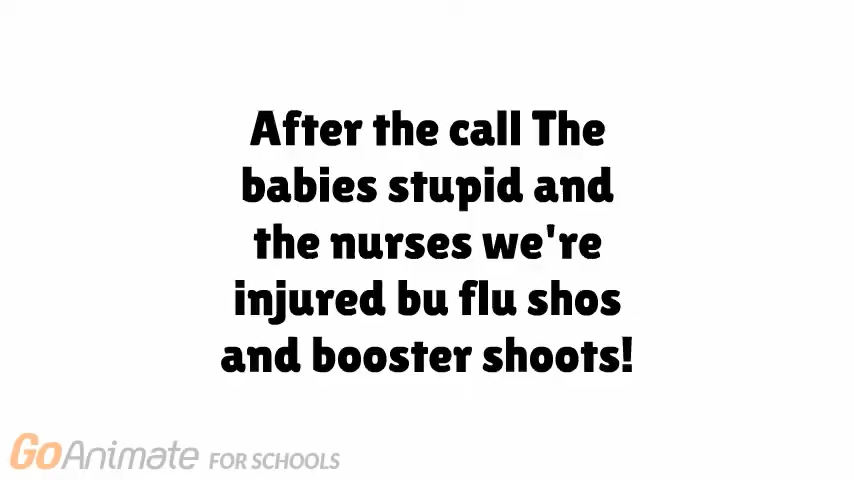 After the call The
babies stupid and
the nurses we're
injured bu flu shos
and booster shoots!
GoAnimate FOR SCHOOLS